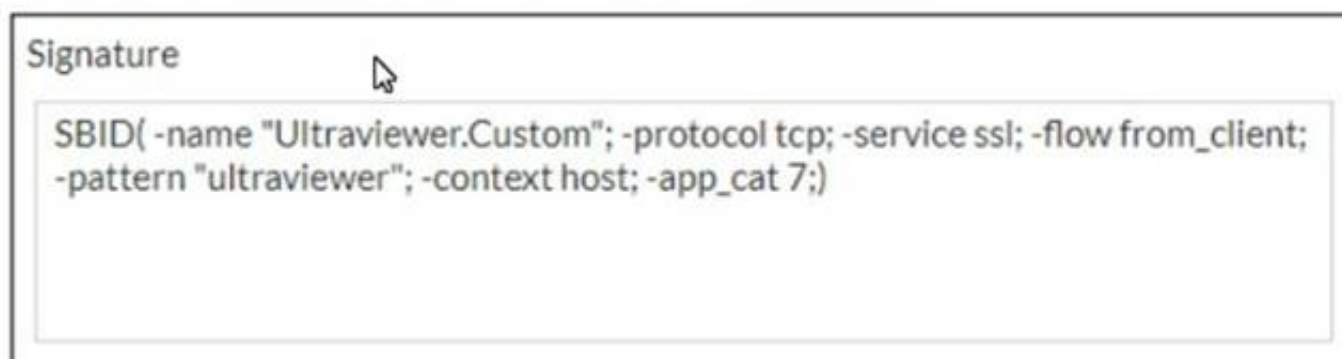 Signature
SBID( -name "Ultraviewer.Custom"; -protocol tcp; -service ssl; -flow from_client;
-pattern "ultraviewer"; -context host; -app_cat 7;)